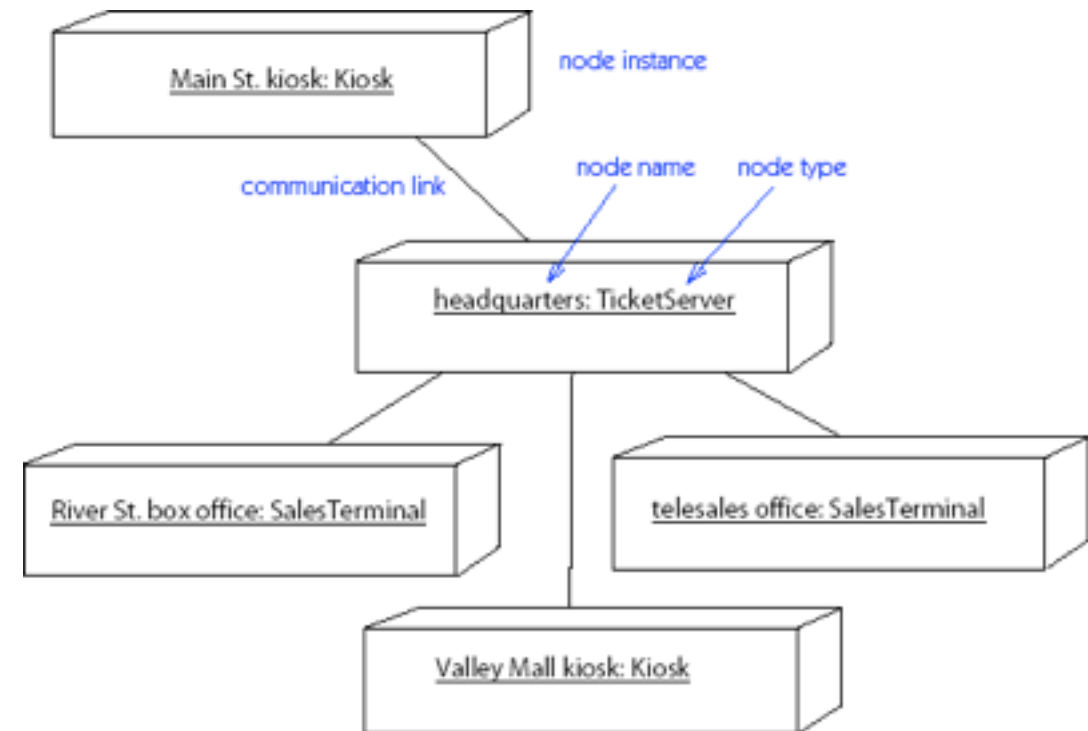 Main St. kiosk: Kiosk
node instance
communication link
node name
node type
headquarters: TicketServer
River St. box office: SalesTerminal
telesales office: SalesTerminal
Valley Mall kiosk: Kiosk